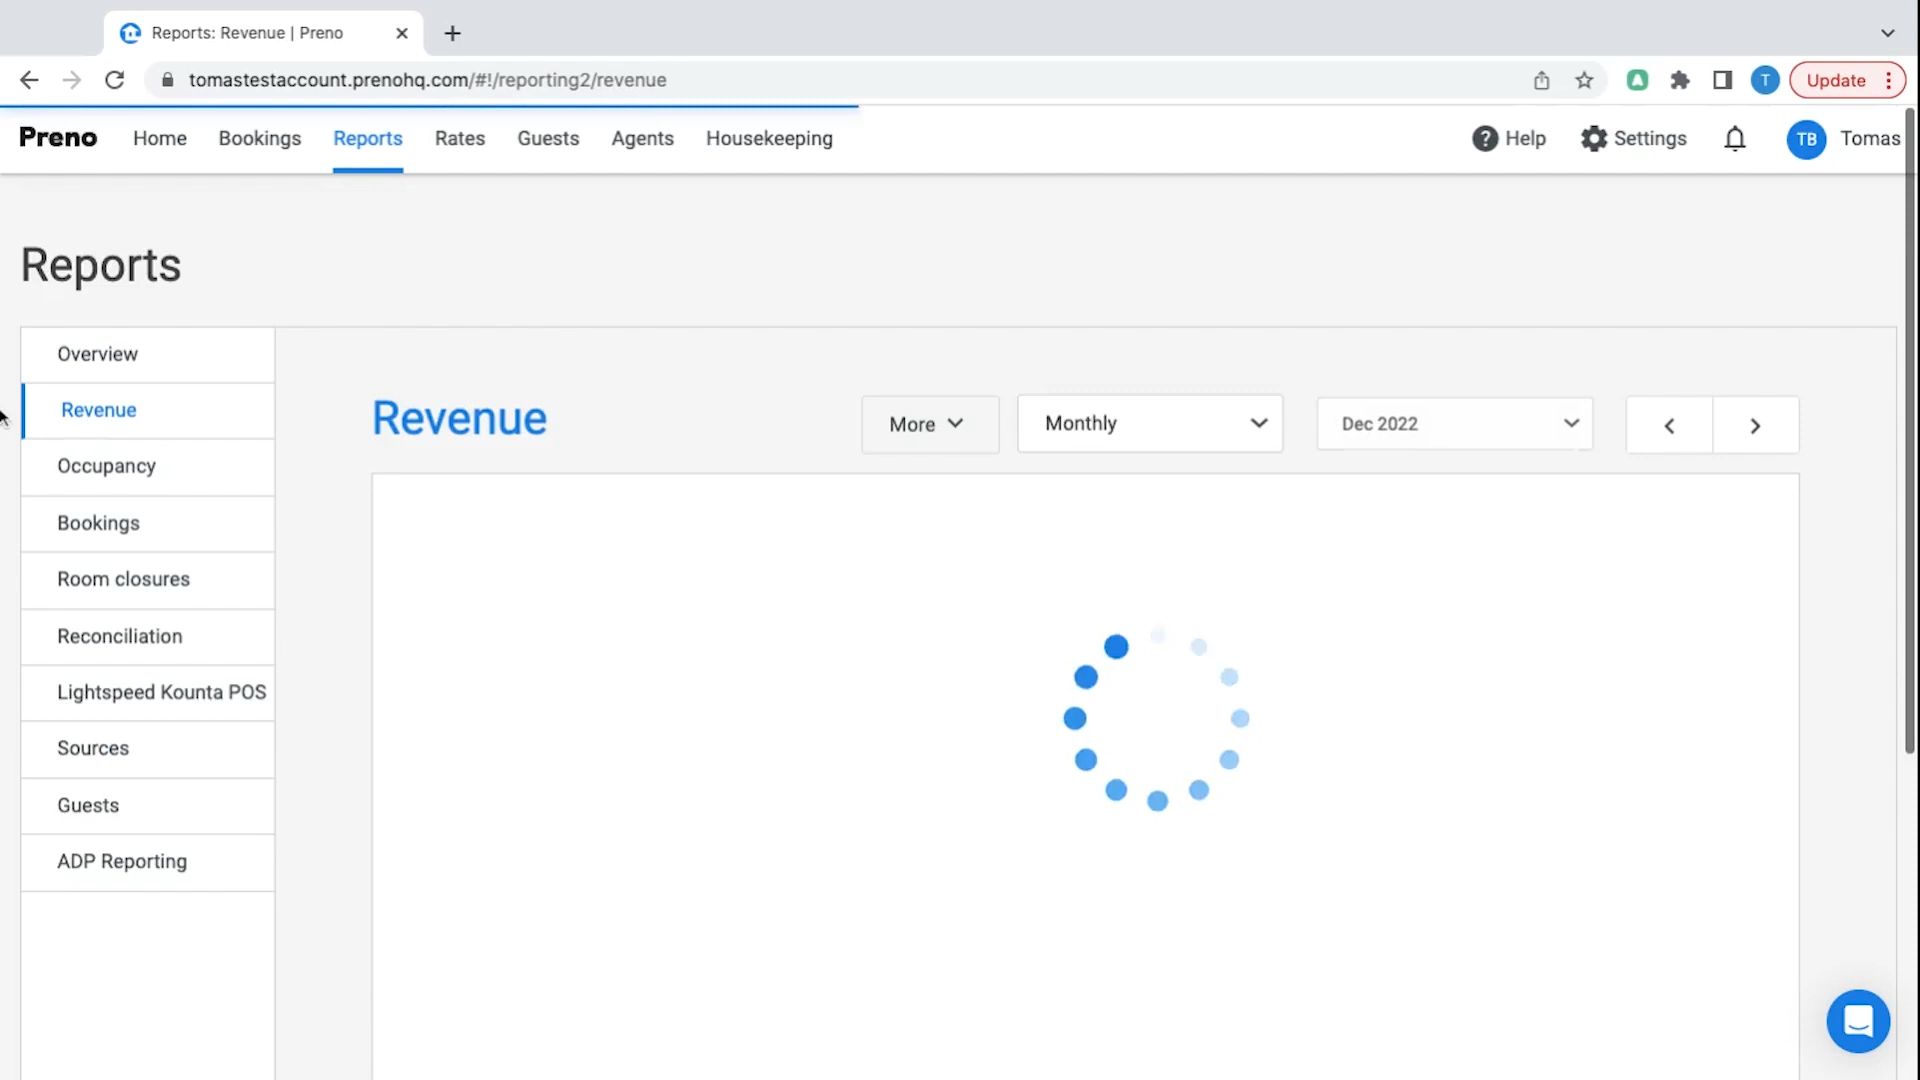 Reports: Revenue | Preno
tomastestaccount.prenohq.com/#!/reporting2/revenue
T
Update
Preno
Home
Bookings
Reports
Rates
Guests
Agents
Housekeeping
? Help
Settings
TB
Tomas
Reports
Overview
Revenue
Occupancy
Bookings
Room closures
Reconciliation
Lightspeed Kounta POS
Sources
Guests
ADP Reporting
Revenue
More
Monthly
Dec 2022